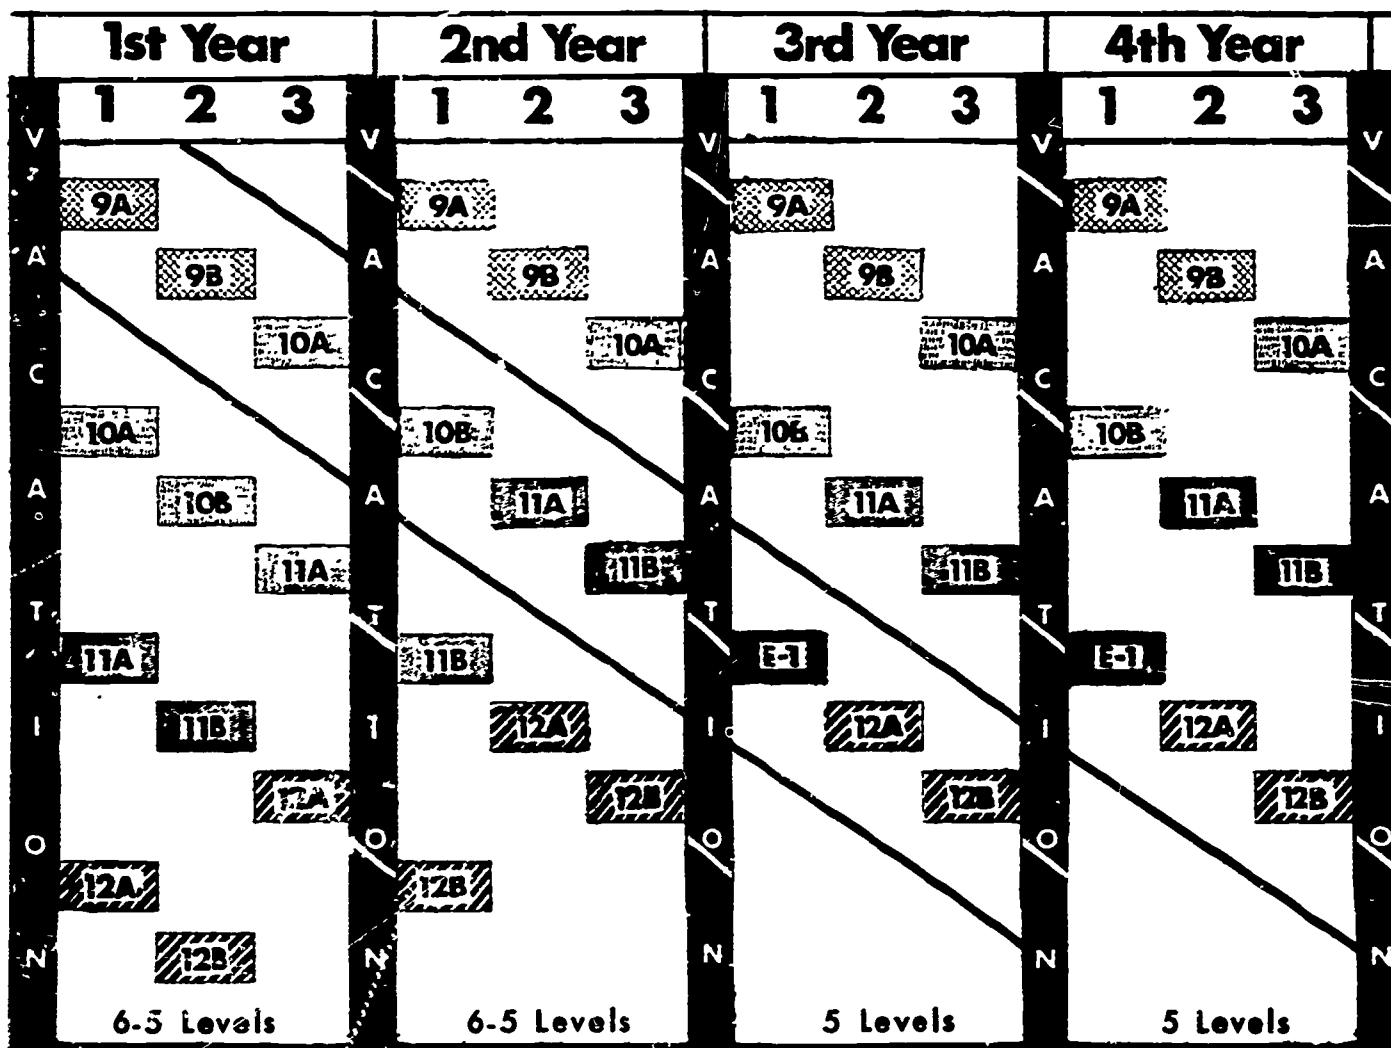 1st Year 2nd Year 3rd Year 4th Year
1 2 3 1 2 3 1 2 3 1 2 3
V V V V V
9A 9A 9A 9A
A A A A A
9B 9B 9B 9B
10A 10A 10A 10A
C C C C C
10A 10B 10B 10B
A A A A A
10B 11A 11A 11A
11A 11B 11B 11B
T T T T T
11A 11B E-1 E-1
I I I I I
11B 12A 12A 12A
12A 12B 12B 12B
O O O O O
12A 12B
12B
N N N N N
6-5 Levels 6-5 Levels 5 Levels 5 Levels